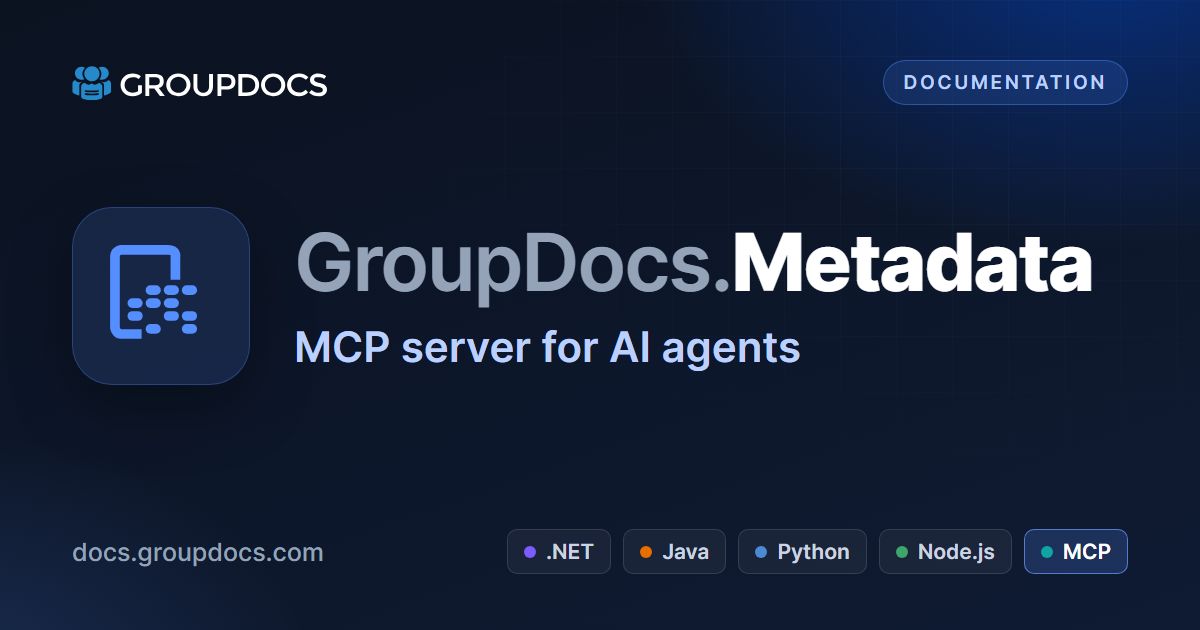 GROUPDOCS
DOCUMENTATION
GroupDocs.Metadata
MCP server for AI agents
docs.groupdocs.com
.NET
Java
Python
Node.js
MCP